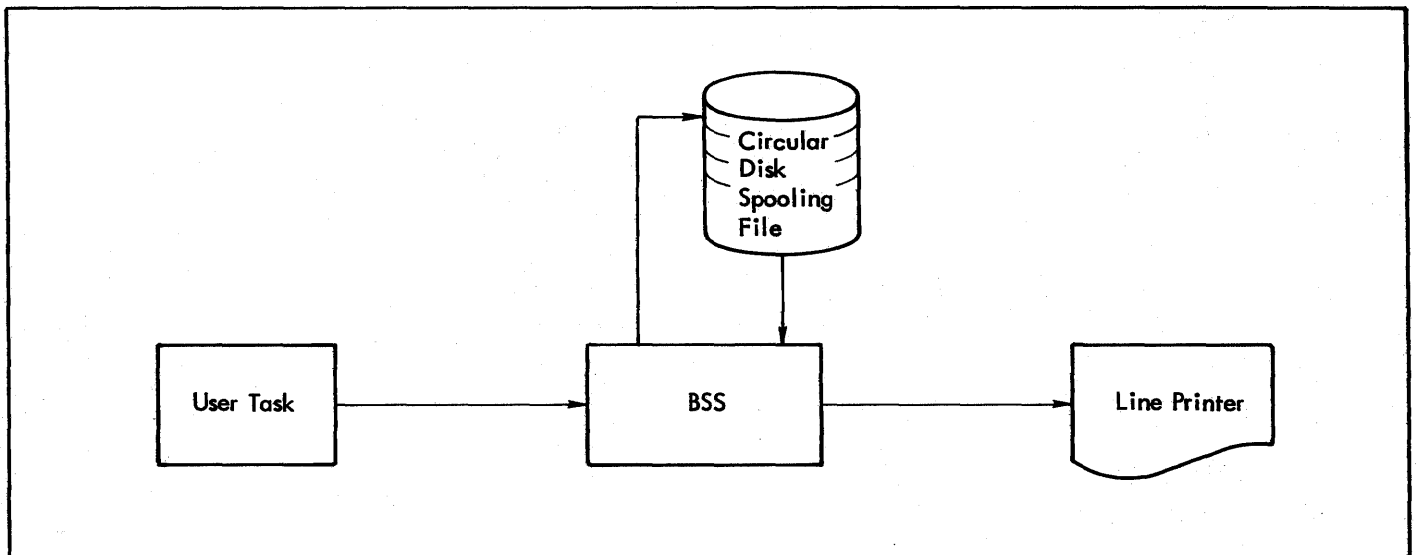 Circular
Disk
Spooling
File
User Task
BSS
Line Printer